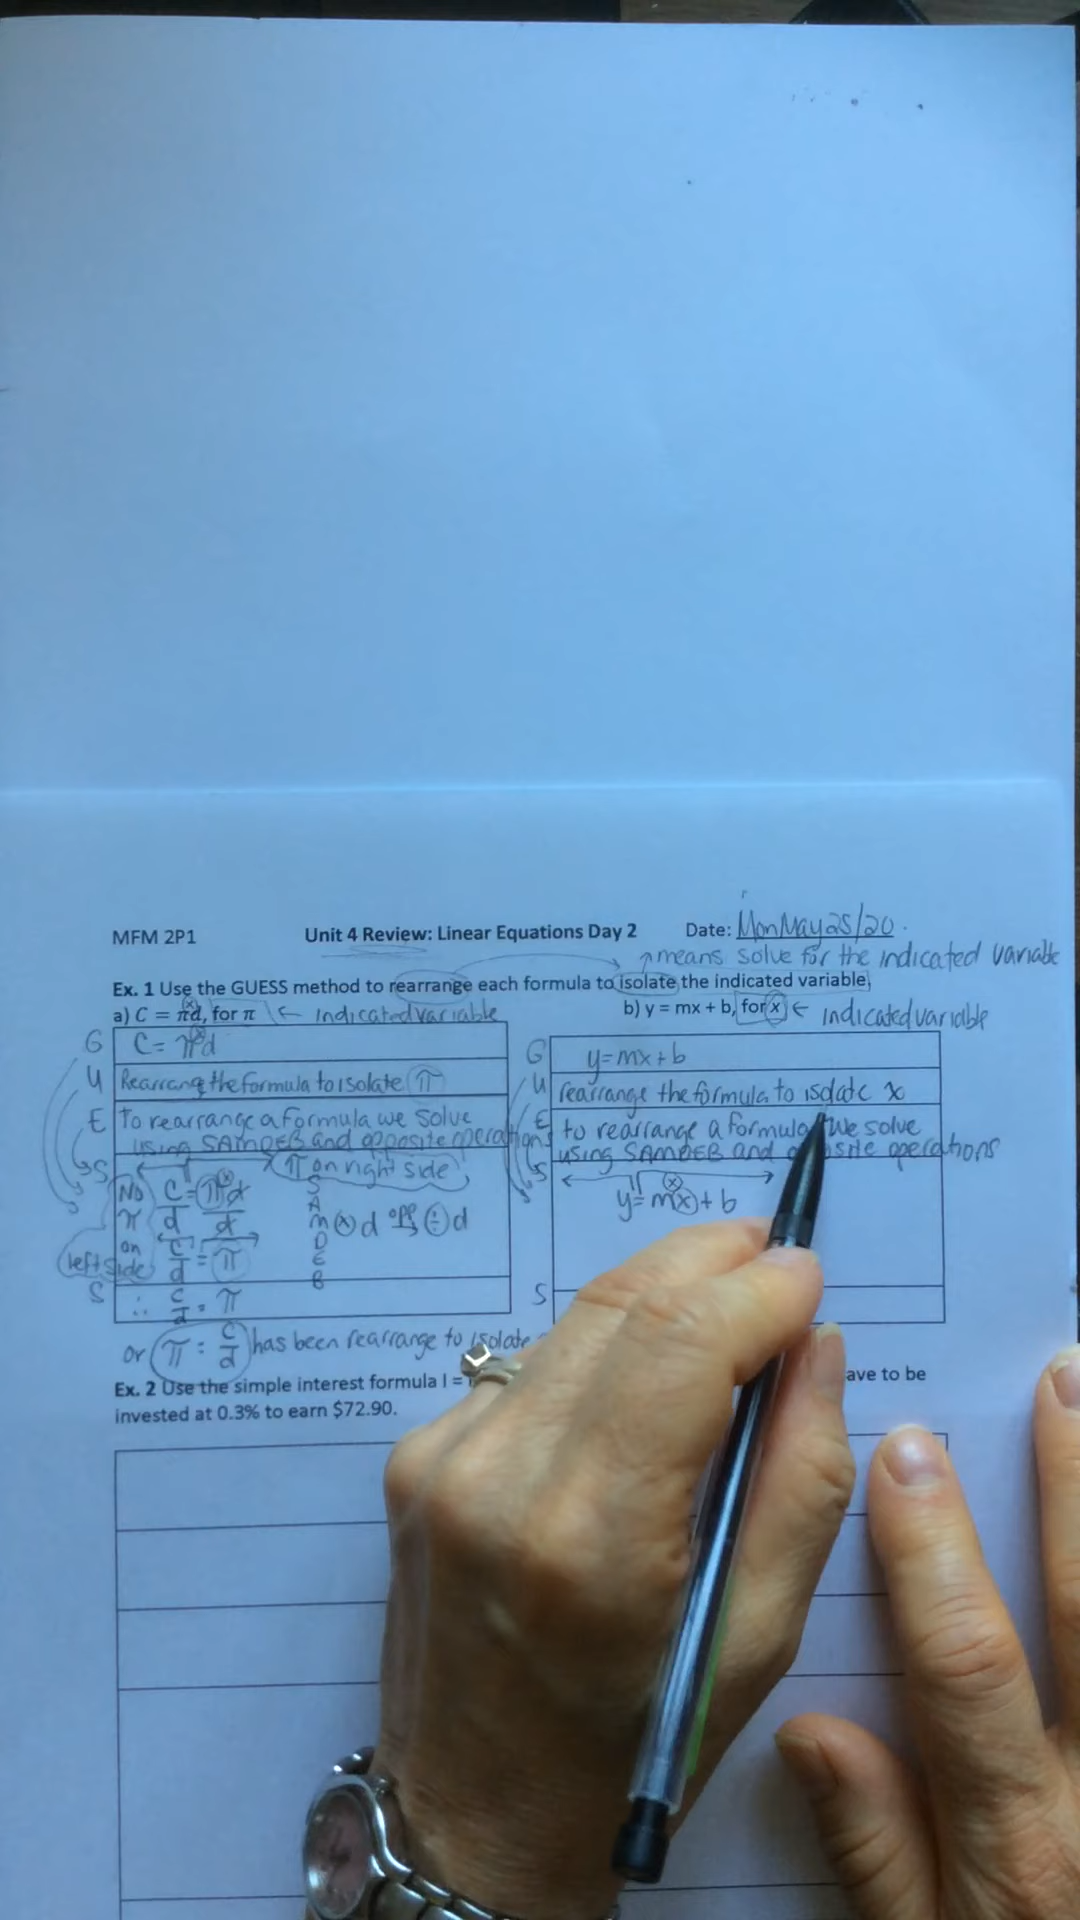 MFM 2P1 Unit 4 Review: Linear Equations Day 2 Date: Mon May 25/20.
↑ means solve for the indicated variable
Ex. 1 Use the GUESS method to rearrange each formula to isolate the indicated variable
a) C = πd, for π ← indicated variable
G C = π(x)d
U Rearrange the formula to isolate π
E To rearrange a formula we solve
using SAMDEB and opposite operations
S π on right side
No π on left side
C/d = π(x)d/d
C/d = π
S
A
M (x) d opp → (÷) d
D
E
B
S ∴ C/d = π
or π = C/d has been rearrange to isolate
b) y = mx + b, for x ← indicated variable
G y = mx + b
U rearrange the formula to isolate x
E to rearrange a formula we solve
using SAMDEB and operations
S y = m(x)x + b
S
Ex. 2 Use the simple interest formula I = ave to be
invested at 0.3% to earn $72.90.